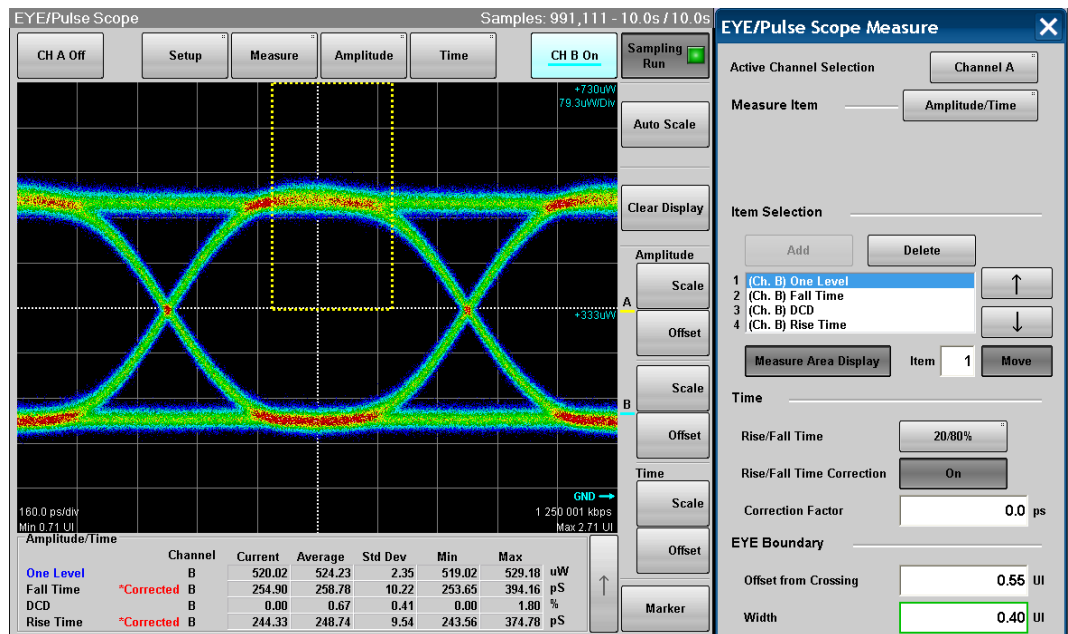 EYE/Pulse Scope Samples: 991,111 - 10.0s / 10.0s
CH A Off Setup Measure Amplitude Time CH B On Sampling Run
+730uW
79.3uW/Div
+333uW
GND →
160.0 ps/div 1 250 001 kbps
Min 0.71 UI Max 2.71 UI
Auto Scale
Clear Display
Amplitude
A
Scale
Offset
B
Scale
Offset
Time
Scale
Offset
Marker
Amplitude/Time
Channel Current Average Std Dev Min Max
One Level B 520.02 524.23 2.35 519.02 529.18 uW
Fall Time *Corrected B 254.90 258.78 10.22 253.65 394.16 pS
DCD B 0.00 0.67 0.41 0.00 1.80 %
Rise Time *Corrected B 244.33 248.74 9.54 243.56 374.78 pS
↑
EYE/Pulse Scope Measure X
Active Channel Selection Channel A
Measure Item Amplitude/Time
Item Selection
Add Delete
1 (Ch. B) One Level
2 (Ch. B) Fall Time
3 (Ch. B) DCD
4 (Ch. B) Rise Time
↑
↓
Measure Area Display Item 1 Move
Time
Rise/Fall Time 20/80%
Rise/Fall Time Correction On
Correction Factor 0.0 ps
EYE Boundary
Offset from Crossing 0.55 UI
Width 0.40 UI